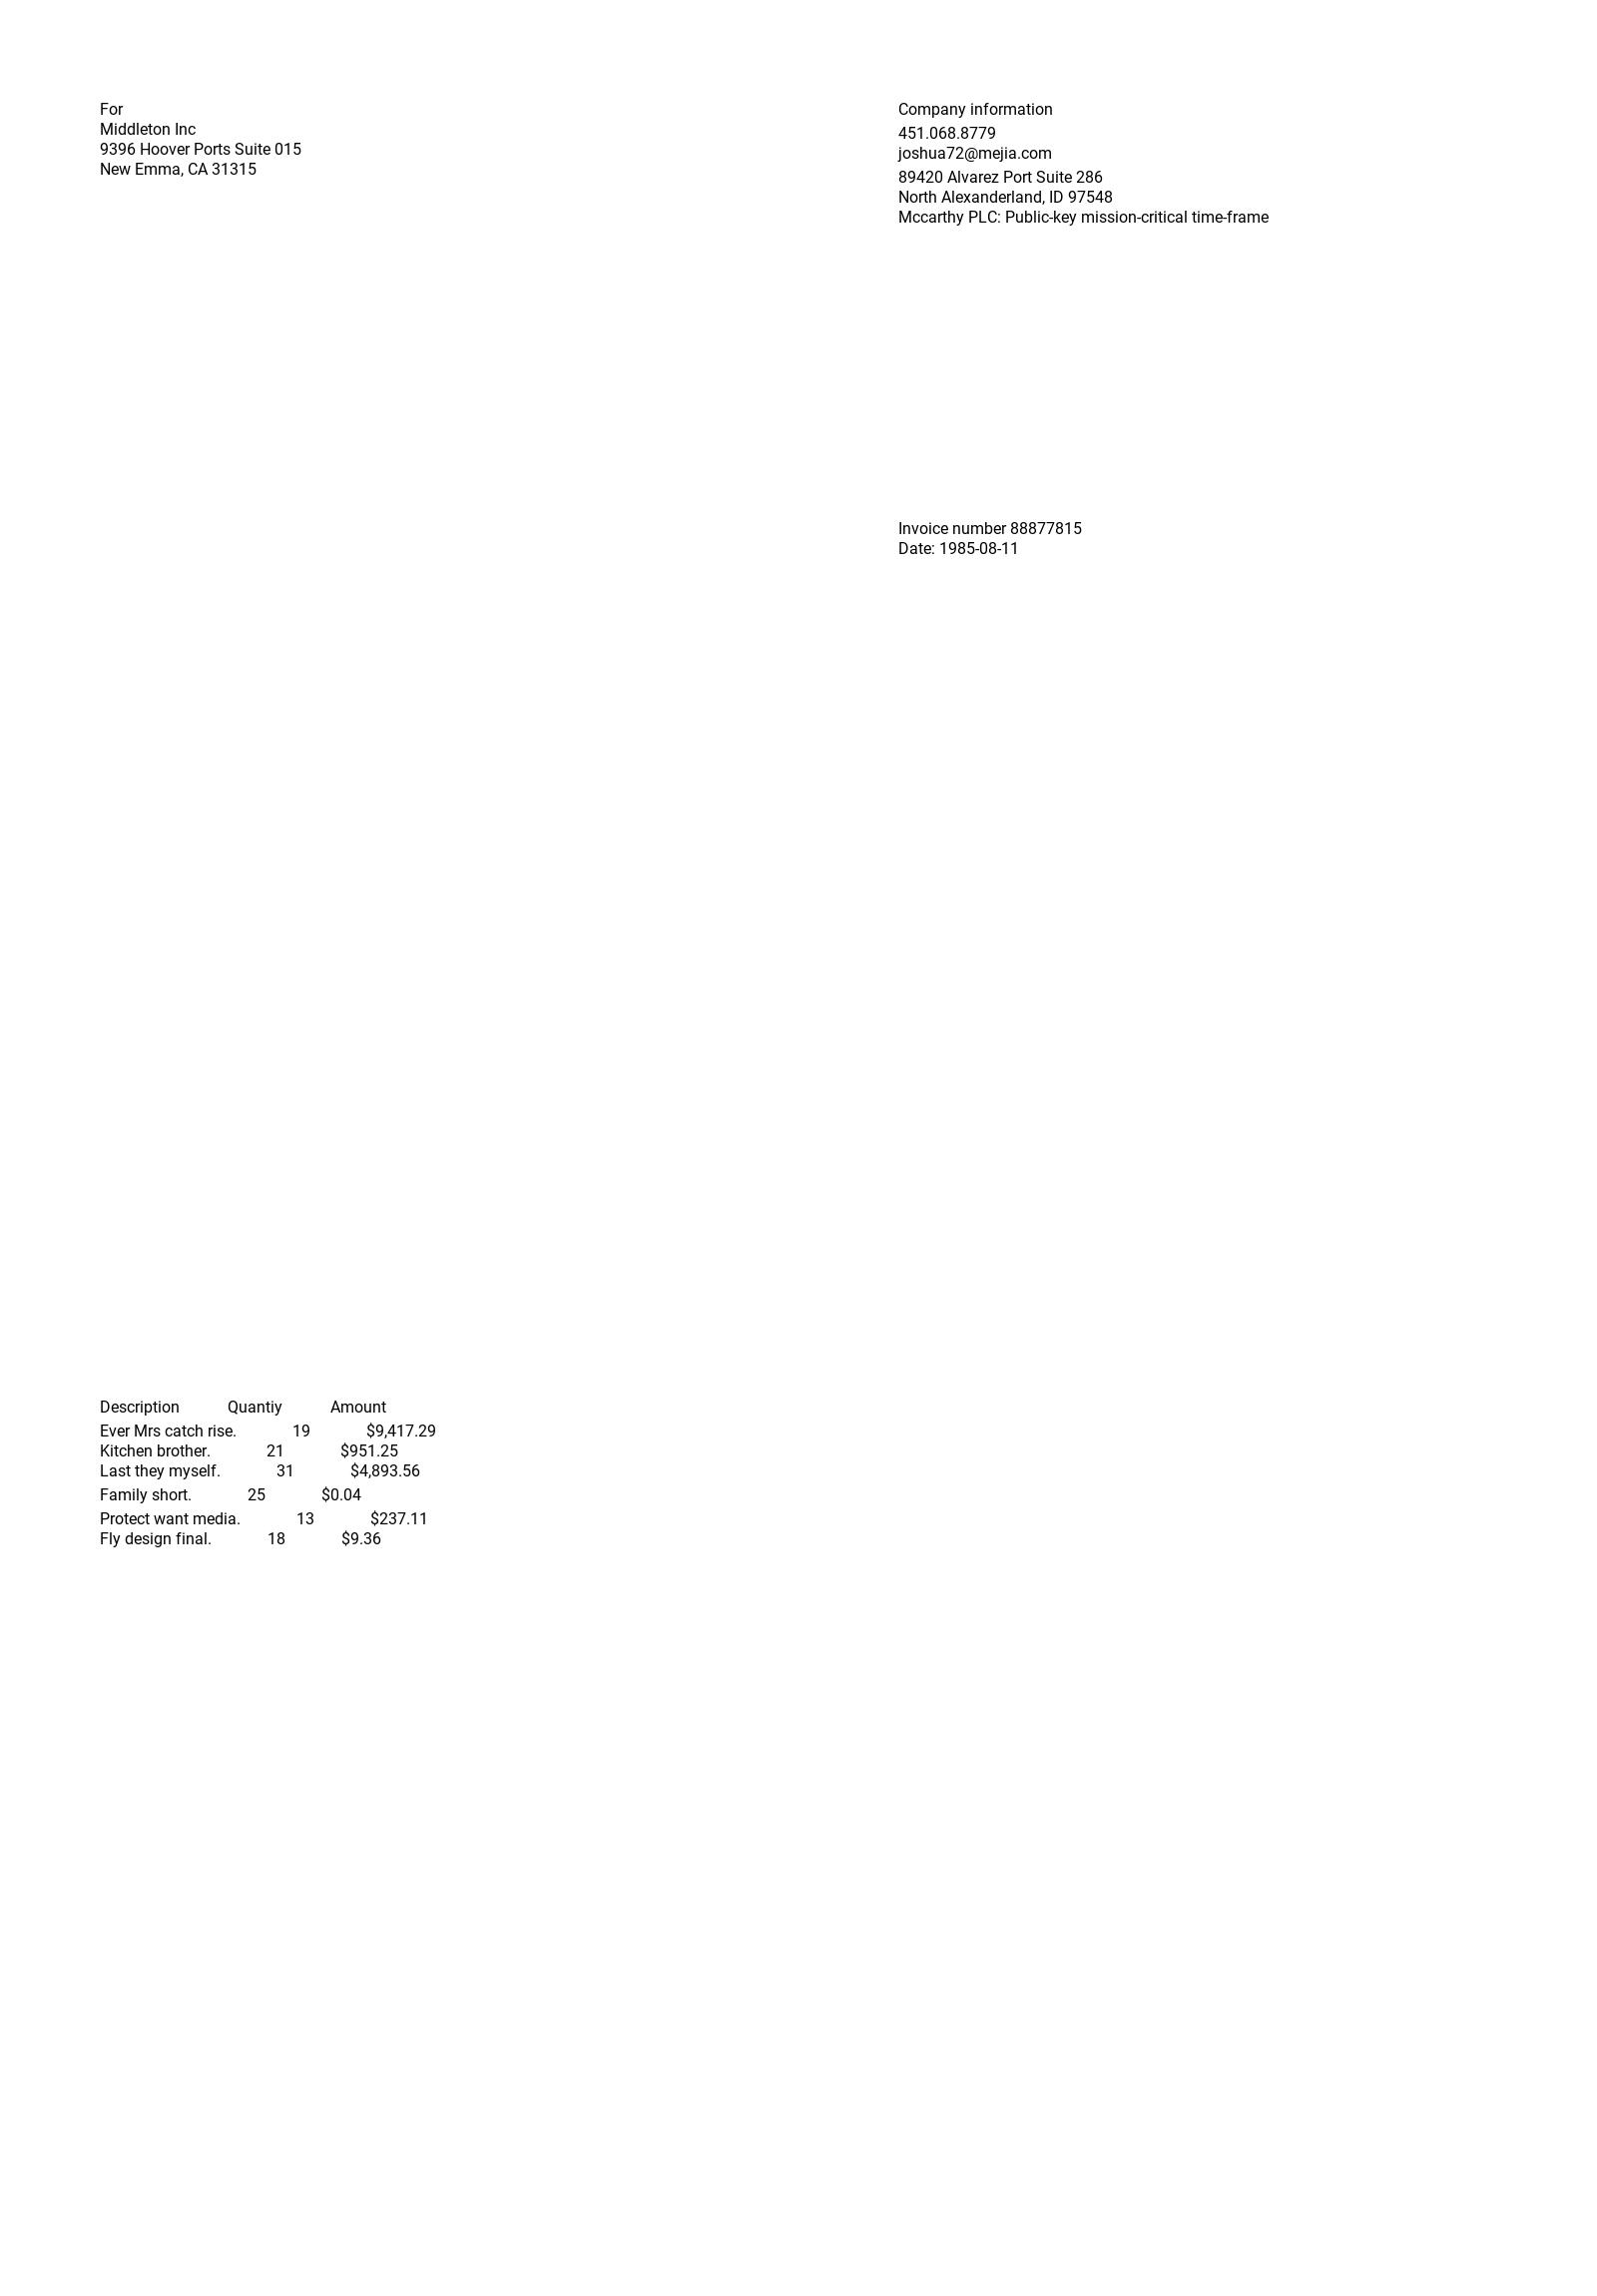 For
Middleton Inc
9396 Hoover Ports Suite 015
New Emma, CA 31315
Company information
451.068.8779
joshua72@mejia.com
89420 Alvarez Port Suite 286
North Alexanderland, ID 97548
Mccarthy PLC: Public-key mission-critical time-frame
Invoice number 88877815
Date: 1985-08-11
Description Quantiy Amount
Ever Mrs catch rise. 19 $9,417.29
Kitchen brother. 21 $951.25
Last they myself. 31 $4,893.56
Family short. 25 $0.04
Protect want media. 13 $237.11
Fly design final. 18 $9.36